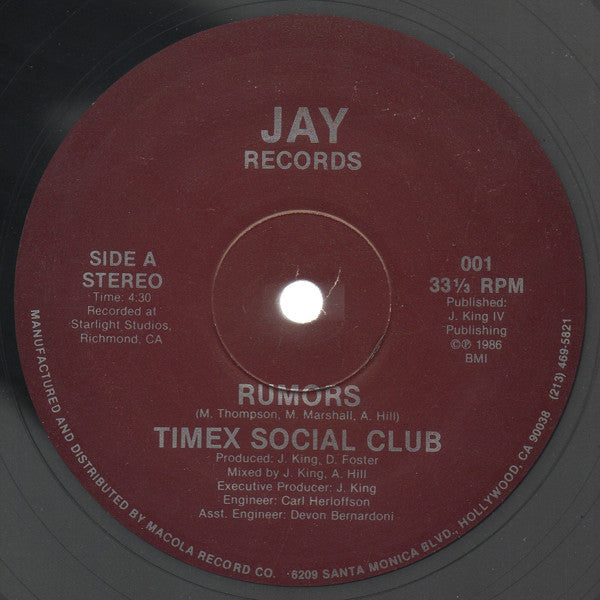 JAY
RECORDS
SIDE A
STEREO
Time: 4:30
Recorded at
Starlight Studios,
Richmond, CA
001
33⅓ RPM
Published:
J. King IV
Publishing
©℗ 1986
BMI
RUMORS
(M. Thompson, M. Marshall, A. Hill)
TIMEX SOCIAL CLUB
Produced: J. King, D. Foster
Mixed by J. King, A. Hill
Executive Producer: J. King
Engineer: Carl Herloffson
Asst. Engineer: Devon Bernardoni
MANUFACTURED AND DISTRIBUTED BY MACOLA RECORD CO. · 6209 SANTA MONICA BLVD., HOLLYWOOD, CA 90038 (213) 469-5821